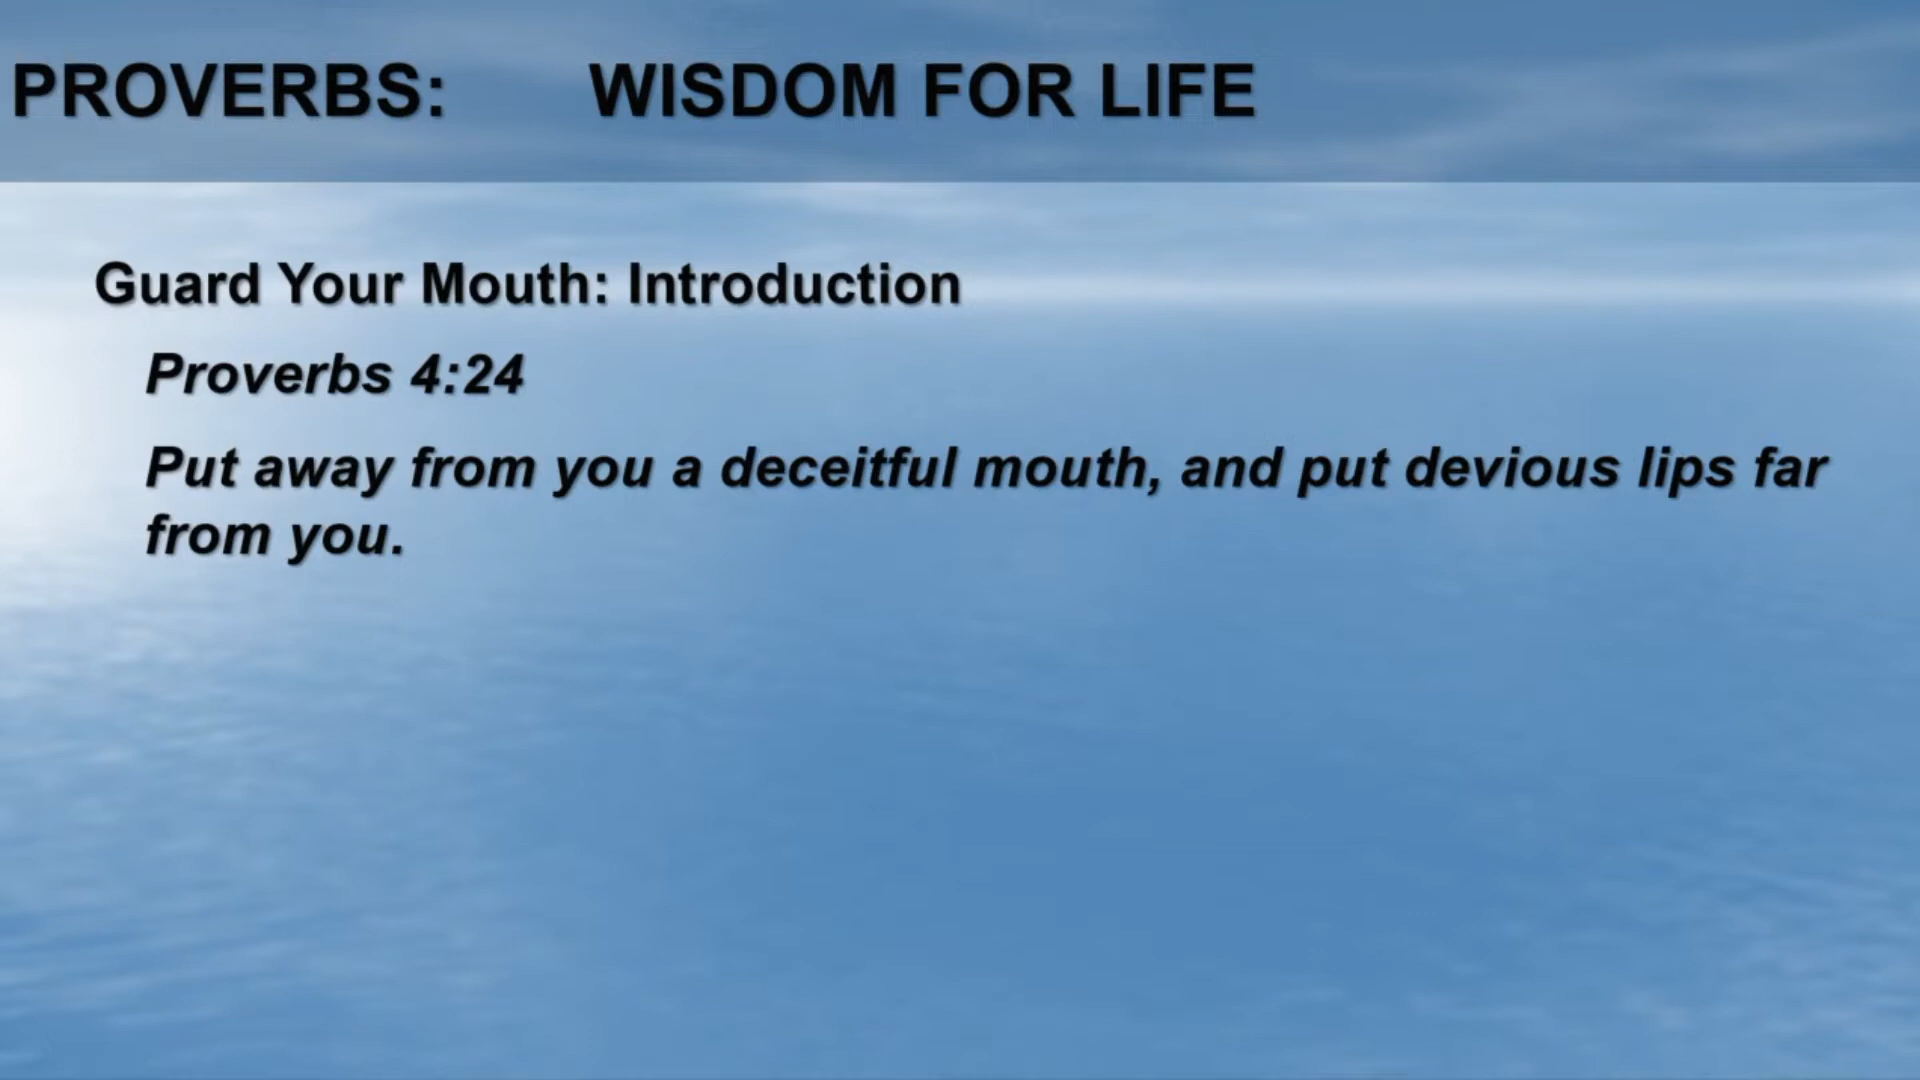 PROVERBS: WISDOM FOR LIFE
Guard Your Mouth: Introduction
Proverbs 4:24
Put away from you a deceitful mouth, and put devious lips far
from you.